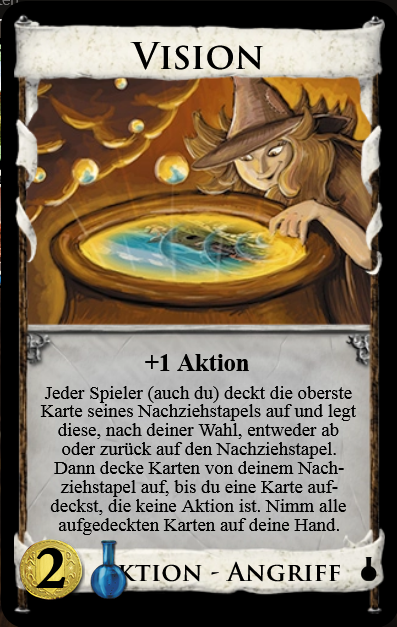 VISION
+1 Aktion
Jeder Spieler (auch du) deckt die oberste
Karte seines Nachziehstapels auf und legt
diese, nach deiner Wahl, entweder ab
oder zurück auf den Nachziehstapel.
Dann decke Karten von deinem Nach-
ziehstapel auf, bis du eine Karte auf-
deckst, die keine Aktion ist. Nimm alle
aufgedeckten Karten auf deine Hand.
2 KTION - ANGRIFF